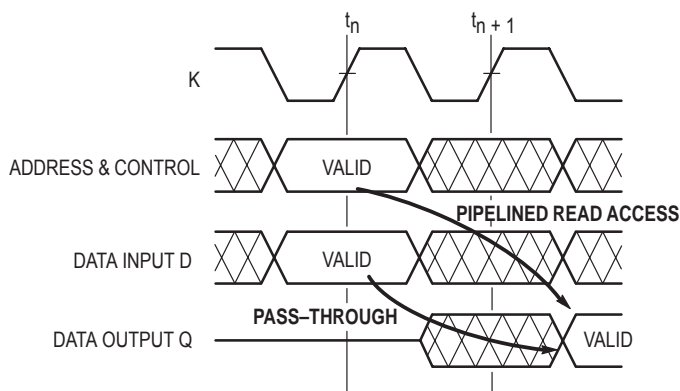 tn
tn + 1
K
ADDRESS & CONTROL
VALID
PIPELINED READ ACCESS
DATA INPUT D
VALID
PASS–THROUGH
DATA OUTPUT Q
VALID